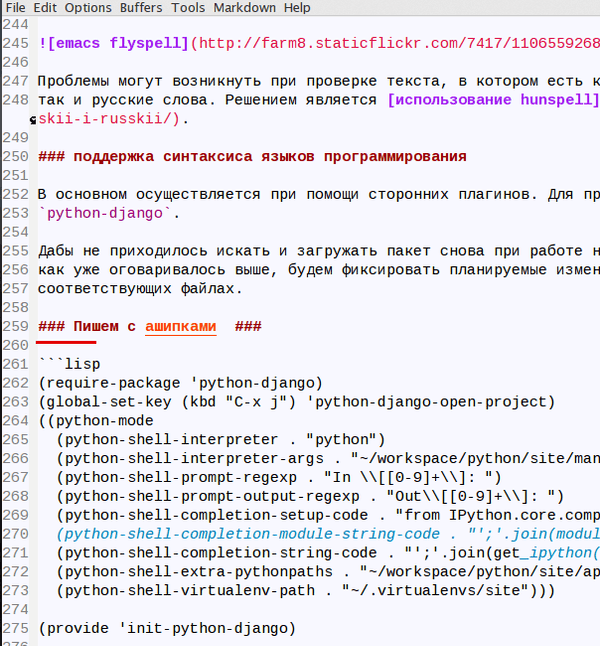 File Edit Options Buffers Tools Markdown Help
244
245 ![emacs flyspell](http://farm8.staticflickr.com/7417/1106559268
246
247 Проблемы могут возникнуть при проверке текста, в котором есть к
248 так и русские слова. Решением является [использование hunspell]
skii-i-russkii/).
249
250 ### поддержка синтаксиса языков программирования
251
252 В основном осуществляется при помощи сторонних плагинов. Для пр
253 `python-django`.
254
255 Дабы не приходилось искать и загружать пакет снова при работе н
256 как уже оговаривалось выше, будем фиксировать планируемые измен
257 соответствующих файлах.
258
259 ### Пишем с ашипками  ###
260
261 ```lisp
262 (require-package 'python-django)
263 (global-set-key (kbd "C-x j") 'python-django-open-project)
264 ((python-mode
265   (python-shell-interpreter . "python")
266   (python-shell-interpreter-args . "~/workspace/python/site/man
267   (python-shell-prompt-regexp . "In \\[[0-9]+\\]: ")
268   (python-shell-prompt-output-regexp . "Out\\[[0-9]+\\]: ")
269   (python-shell-completion-setup-code . "from IPython.core.comp
270   (python-shell-completion-module-string-code . "';'.join(modul
271   (python-shell-completion-string-code . "';'.join(get_ipython(
272   (python-shell-extra-pythonpaths . "~/workspace/python/site/ap
273   (python-shell-virtualenv-path . "~/.virtualenvs/site")))
274
275 (provide 'init-python-django)
276